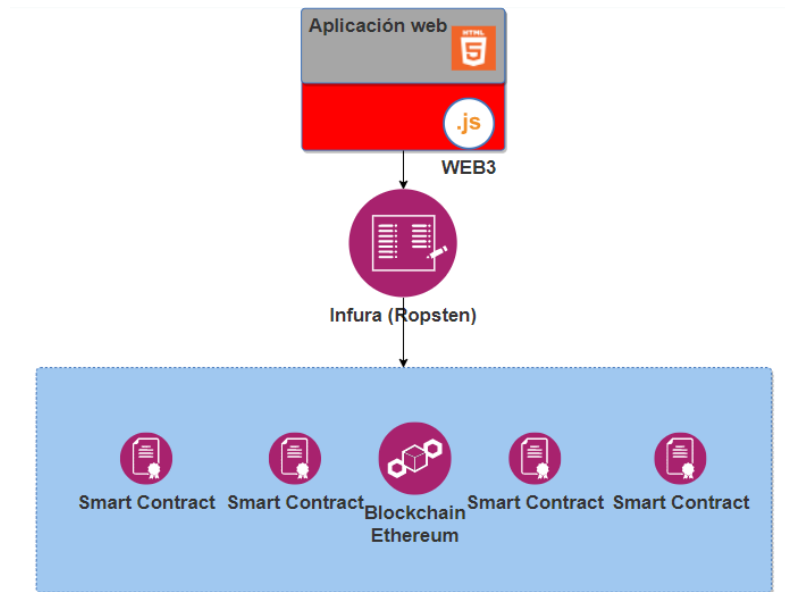 Aplicación web
HTML
5
.js
WEB3
Infura (Ropsten)
Smart Contract
Smart Contract
Blockchain
Ethereum
Smart Contract
Smart Contract